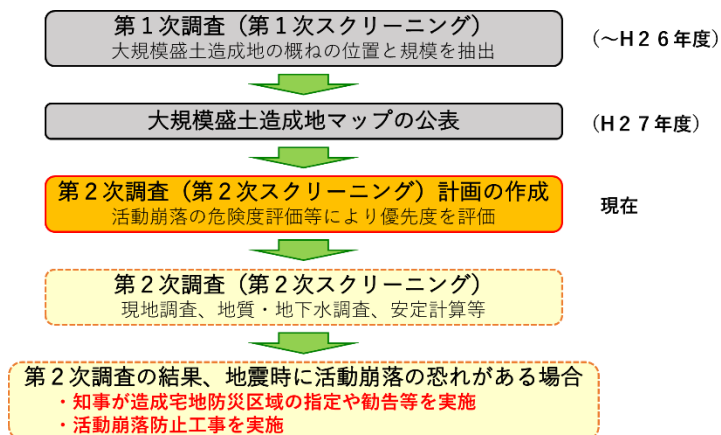 第１次調査（第１次スクリーニング）
大規模盛土造成地の概ねの位置と規模を抽出
（～H２６年度）
大規模盛土造成地マップの公表
（H２７年度）
第２次調査（第２次スクリーニング）計画の作成
活動崩落の危険度評価等により優先度を評価
現在
第２次調査（第２次スクリーニング）
現地調査、地質・地下水調査、安定計算等
第２次調査の結果、地震時に活動崩落の恐れがある場合
・知事が造成宅地防災区域の指定や勧告等を実施
・活動崩落防止工事を実施